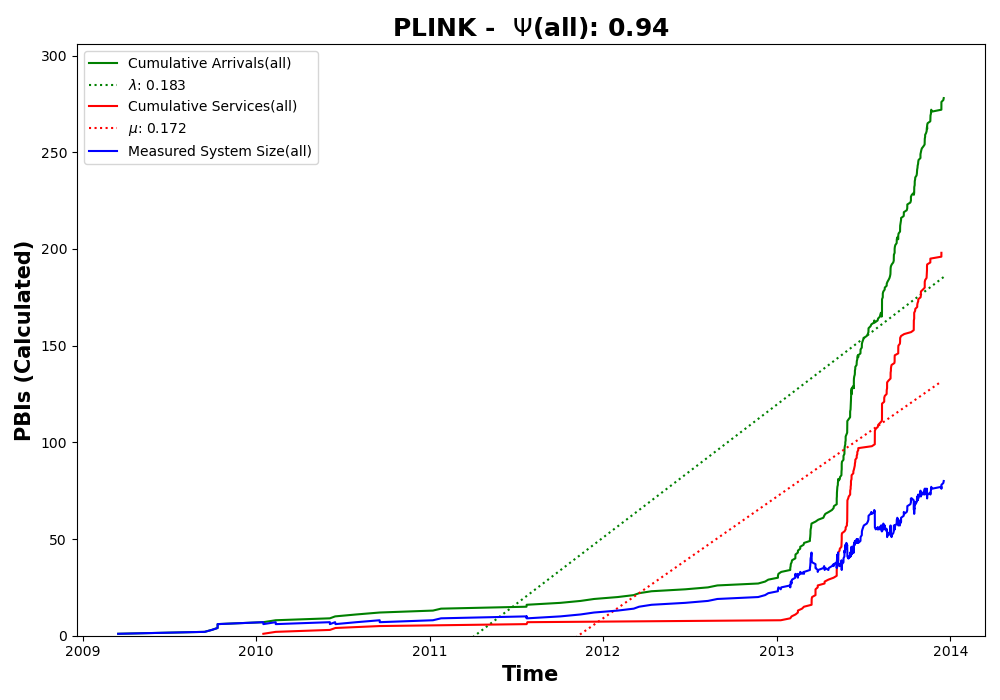 PLINK - Ψ(all): 0.94
Cumulative Arrivals(all)
λ: 0.183
Cumulative Services(all)
μ: 0.172
Measured System Size(all)
300
250
200
150
100
50
0
PBIs (Calculated)
2009 2010 2011 2012 2013 2014
Time